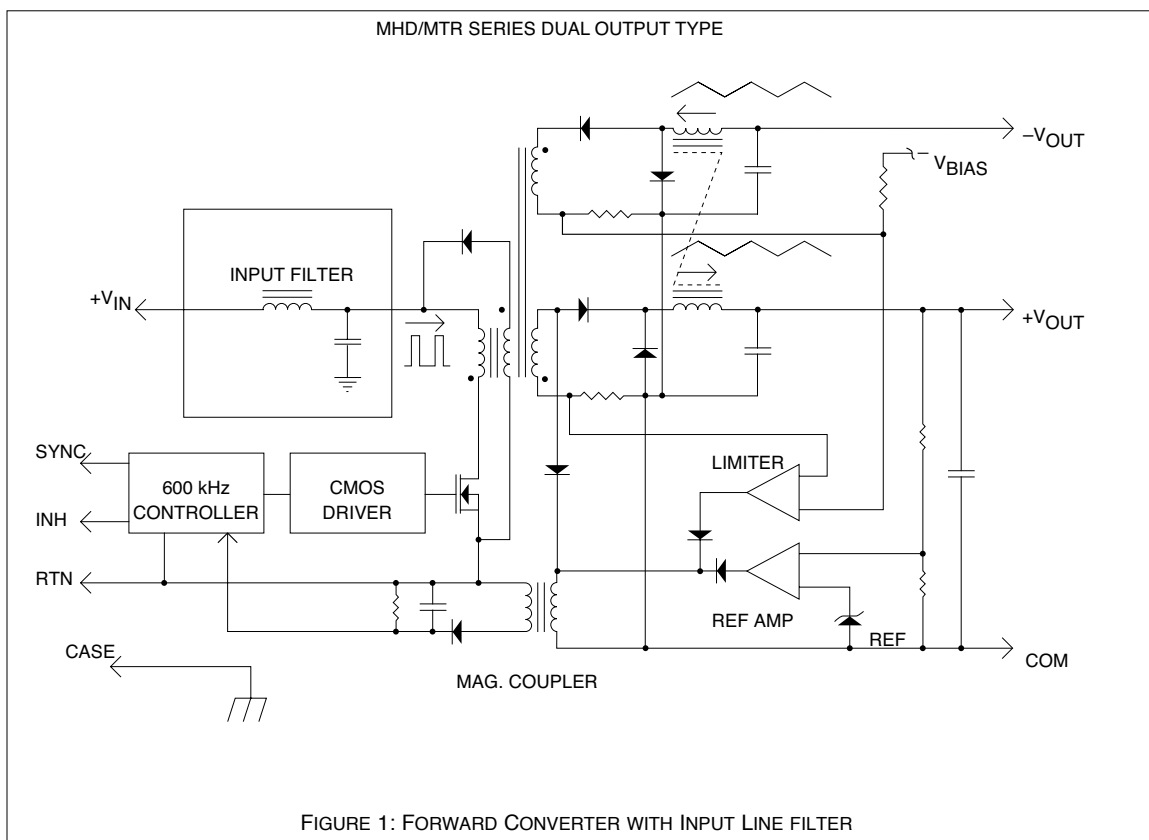 MHD/MTR SERIES DUAL OUTPUT TYPE
–VOUT
VBIAS
INPUT FILTER
+VIN
+VOUT
SYNC
600 kHz
CONTROLLER
CMOS
DRIVER
LIMITER
INH
RTN
REF AMP
REF
CASE
COM
MAG. COUPLER
FIGURE 1: FORWARD CONVERTER WITH INPUT LINE FILTER